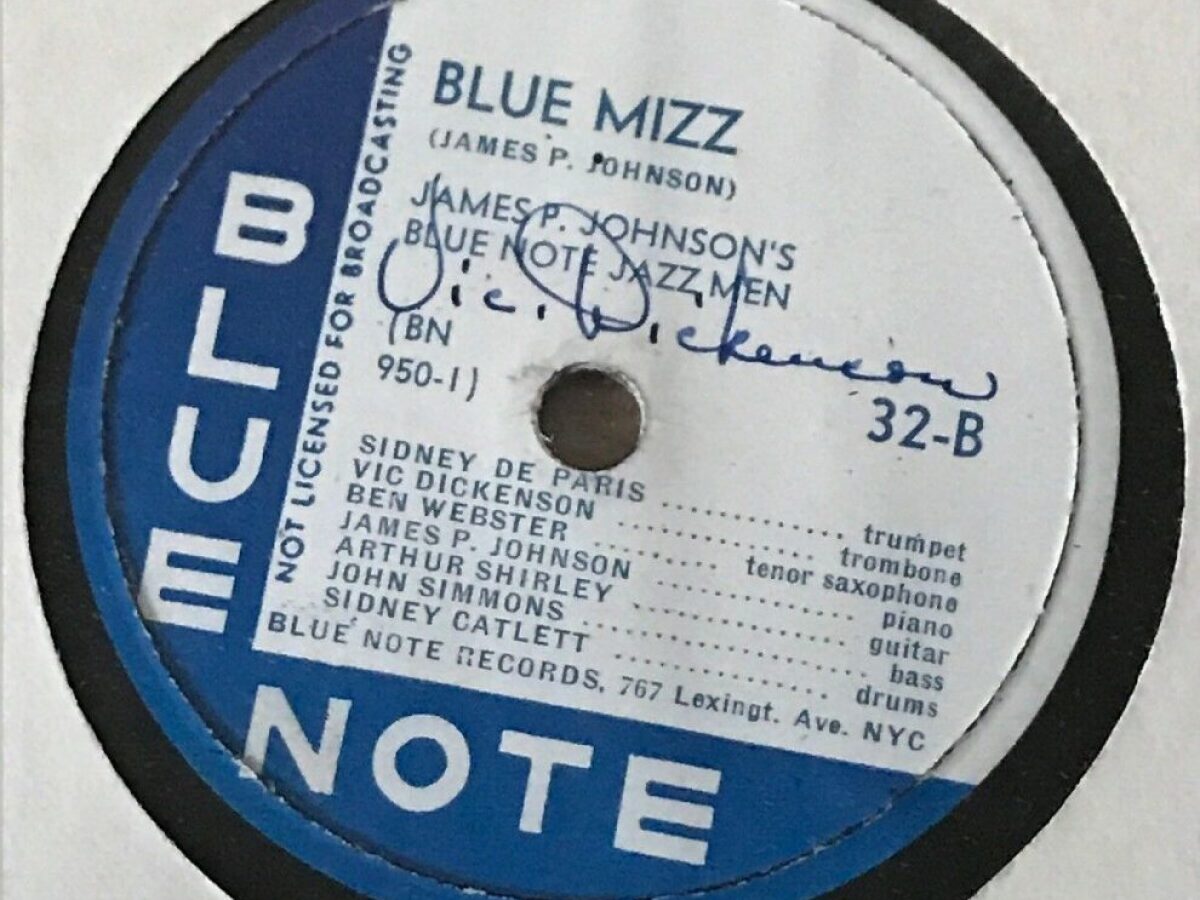 BLUE MIZZ
(JAMES P. JOHNSON)
JAMES P. JOHNSON'S
BLUE NOTE JAZZ MEN
Vic. Dickenson
(BN
950-1)
32-B
SIDNEY DE PARIS .............. trumpet
VIC DICKENSON .............. trombone
BEN WEBSTER ......... tenor saxophone
JAMES P. JOHNSON .............. piano
ARTHUR SHIRLEY .............. guitar
JOHN SIMMONS .................. bass
SIDNEY CATLETT .............. drums
BLUE NOTE RECORDS, 767 Lexingt. Ave. NYC
NOT LICENSED FOR BROADCASTING
BLUE
NOTE